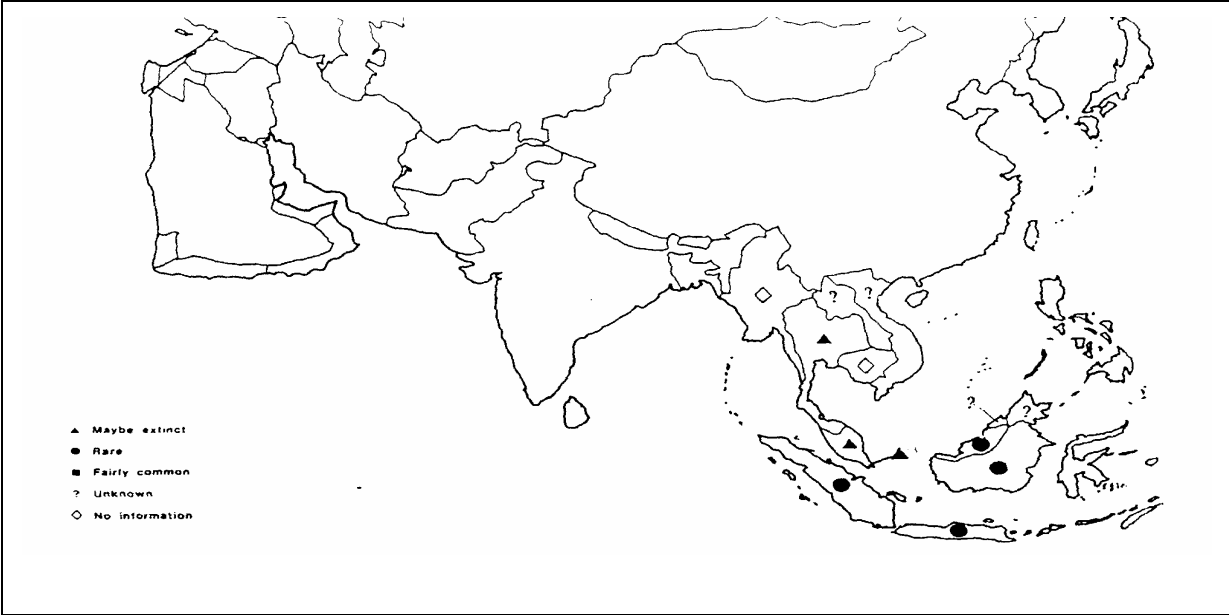 ? ?
?
?
Maybe extinct
Rare
Fairly common
? Unknown
No information